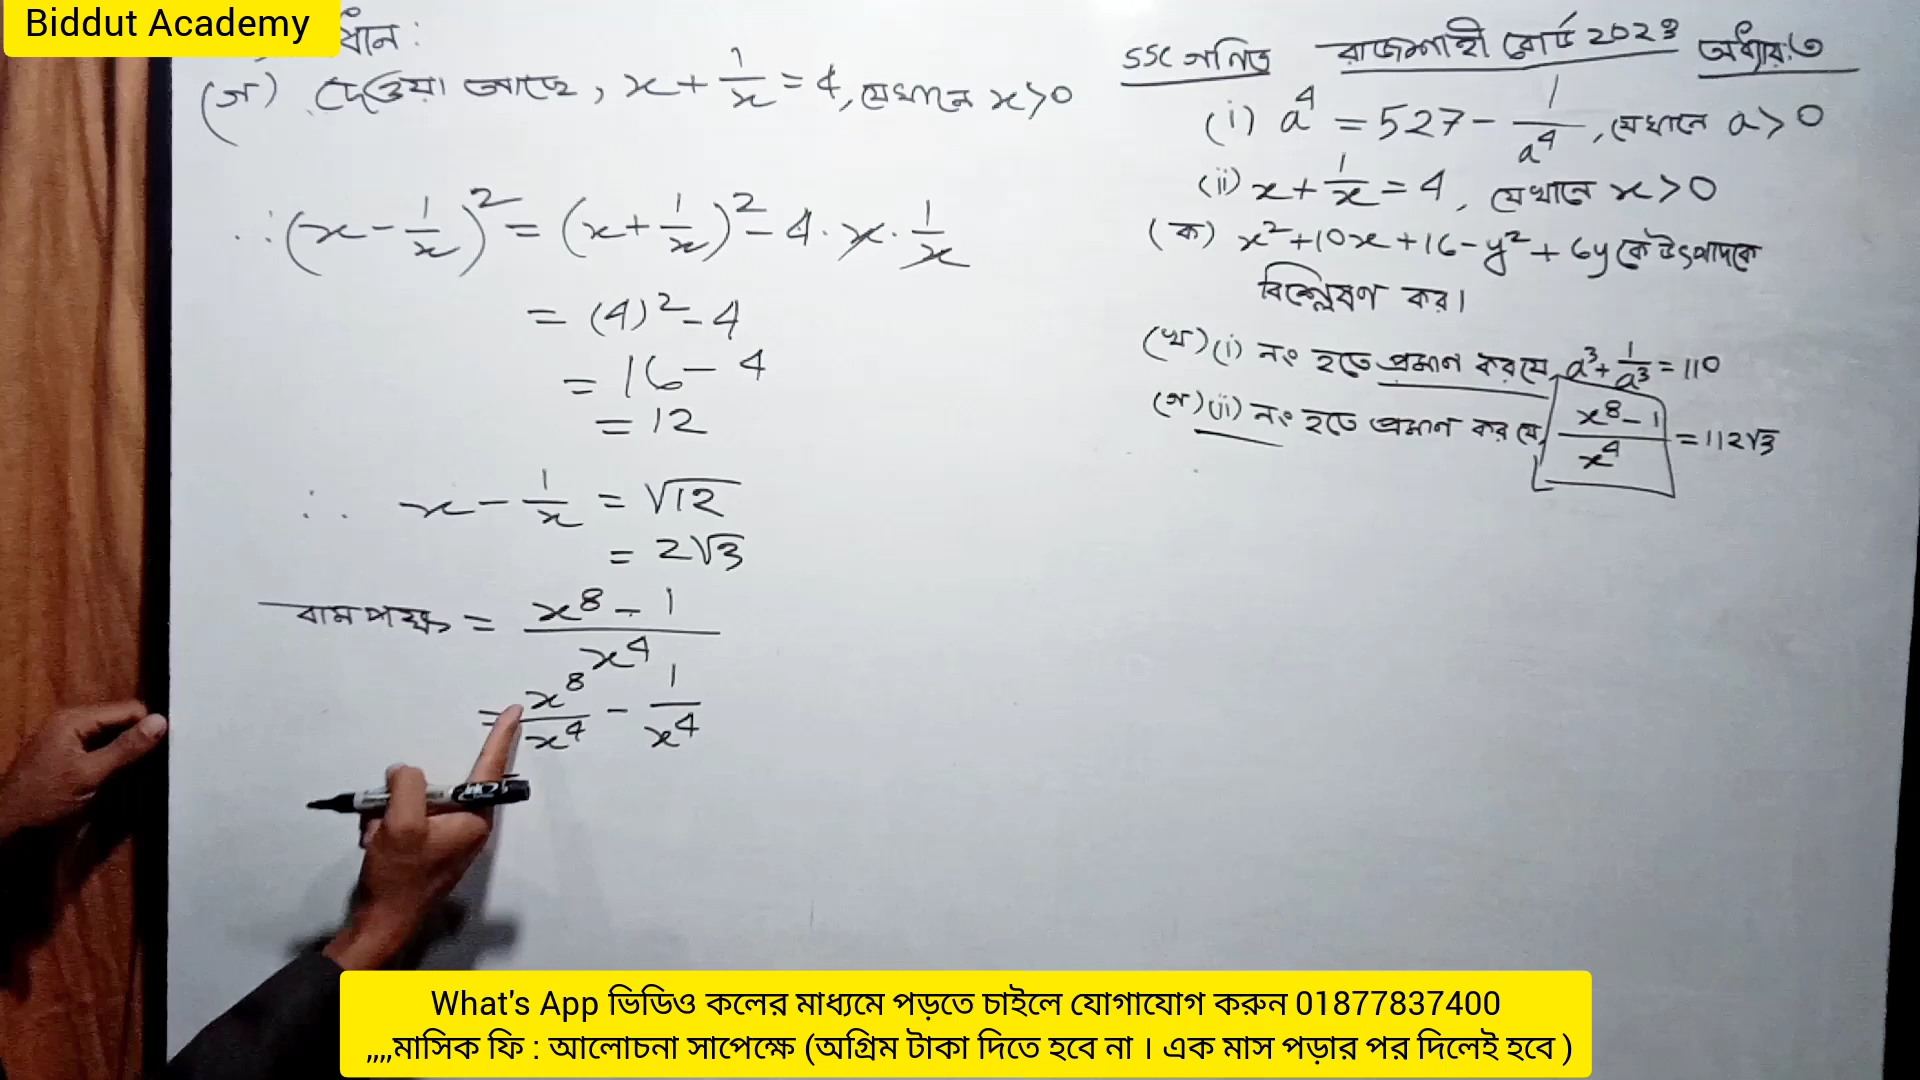 Biddut Academy
ধান :
(গ) দেওয়া আছে, x + 1/x = 4, যেখানে x > 0
∴ (x - 1/x)² = (x + 1/x)² - 4 · x · 1/x
= (4)² - 4
= 16 - 4
= 12
∴ x - 1/x = √12
= 2√3
বামপক্ষ = (x⁸ - 1)/x⁴
= x⁸/x⁴ - 1/x⁴
SSC গনিত রাজশাহী বোর্ড 2023 অধ্যায়: ৩
(i) a⁴ = 527 - 1/a⁴, যেখানে a > 0
(ii) x + 1/x = 4, যেখানে x > 0
(ক) x² + 10x + 16 - y² + 6y কে উৎপাদকে
বিশ্লেষণ কর।
(খ) (i) নং হতে প্রমান কর যে, a³ + 1/a³ = 110
(গ) (ii) নং হতে প্রমান কর যে, (x⁸ - 1)/x⁴ = 112√3
What's App ভিডিও কলের মাধ্যমে পড়তে চাইলে যোগাযোগ করুন 01877837400
,,,,মাসিক ফি : আলোচনা সাপেক্ষে (অগ্রিম টাকা দিতে হবে না । এক মাস পড়ার পর দিলেই হবে )